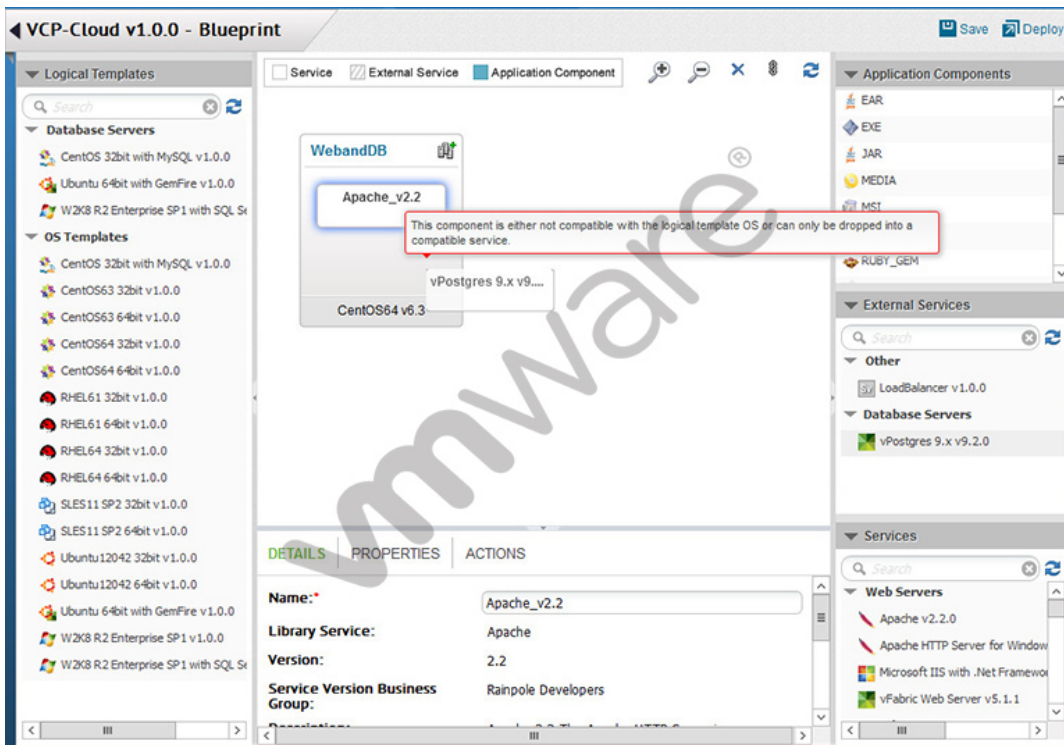 VCP-Cloud v1.0.0 - Blueprint
Save
Deploy
Logical Templates
Search
Database Servers
CentOS 32bit with MySQL v1.0.0
Ubuntu 64bit with GemFire v1.0.0
W2K8 R2 Enterprise SP1 with SQL Se
OS Templates
CentOS 32bit with MySQL v1.0.0
CentOS63 32bit v1.0.0
CentOS63 64bit v1.0.0
CentOS64 32bit v1.0.0
CentOS64 64bit v1.0.0
RHEL61 32bit v1.0.0
RHEL61 64bit v1.0.0
RHEL64 32bit v1.0.0
RHEL64 64bit v1.0.0
SLES11 SP2 32bit v1.0.0
SLES11 SP2 64bit v1.0.0
Ubuntu12042 32bit v1.0.0
Ubuntu12042 64bit v1.0.0
Ubuntu 64bit with GemFire v1.0.0
W2K8 R2 Enterprise SP1 v1.0.0
W2K8 R2 Enterprise SP1 with SQL Se
Service
External Service
Application Component
WebandDB
Apache_v2.2
This component is either not compatible with the logical template OS or can only be dropped into a
compatible service.
vPostgres 9.x v9....
CentOS64 v6.3
vmware
DETAILS
PROPERTIES
ACTIONS
Name:*
Apache_v2.2
Library Service:
Apache
Version:
2.2
Service Version Business
Group:
Rainpole Developers
Application Components
EAR
EXE
JAR
MEDIA
MSI
RUBY_GEM
External Services
Search
Other
LoadBalancer v1.0.0
Database Servers
vPostgres 9.x v9.2.0
Services
Search
Web Servers
Apache v2.2.0
Apache HTTP Server for Window
Microsoft IIS with .Net Framewor
vFabric Web Server v5.1.1